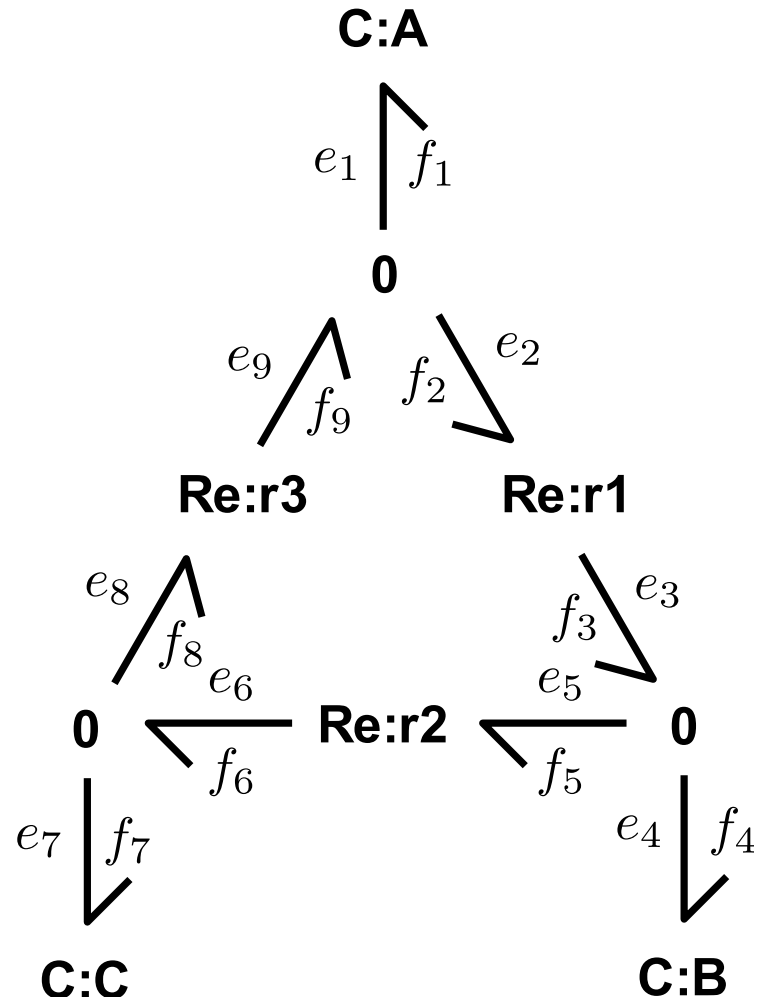 C:A
e₁ f₁
0
e₉ f₉ f₂ e₂
Re:r3 Re:r1
e₈ f₈ f₃ e₃
e₆ e₅
0 Re:r2 0
f₆ f₅
e₇ f₇ e₄ f₄
C:C C:B